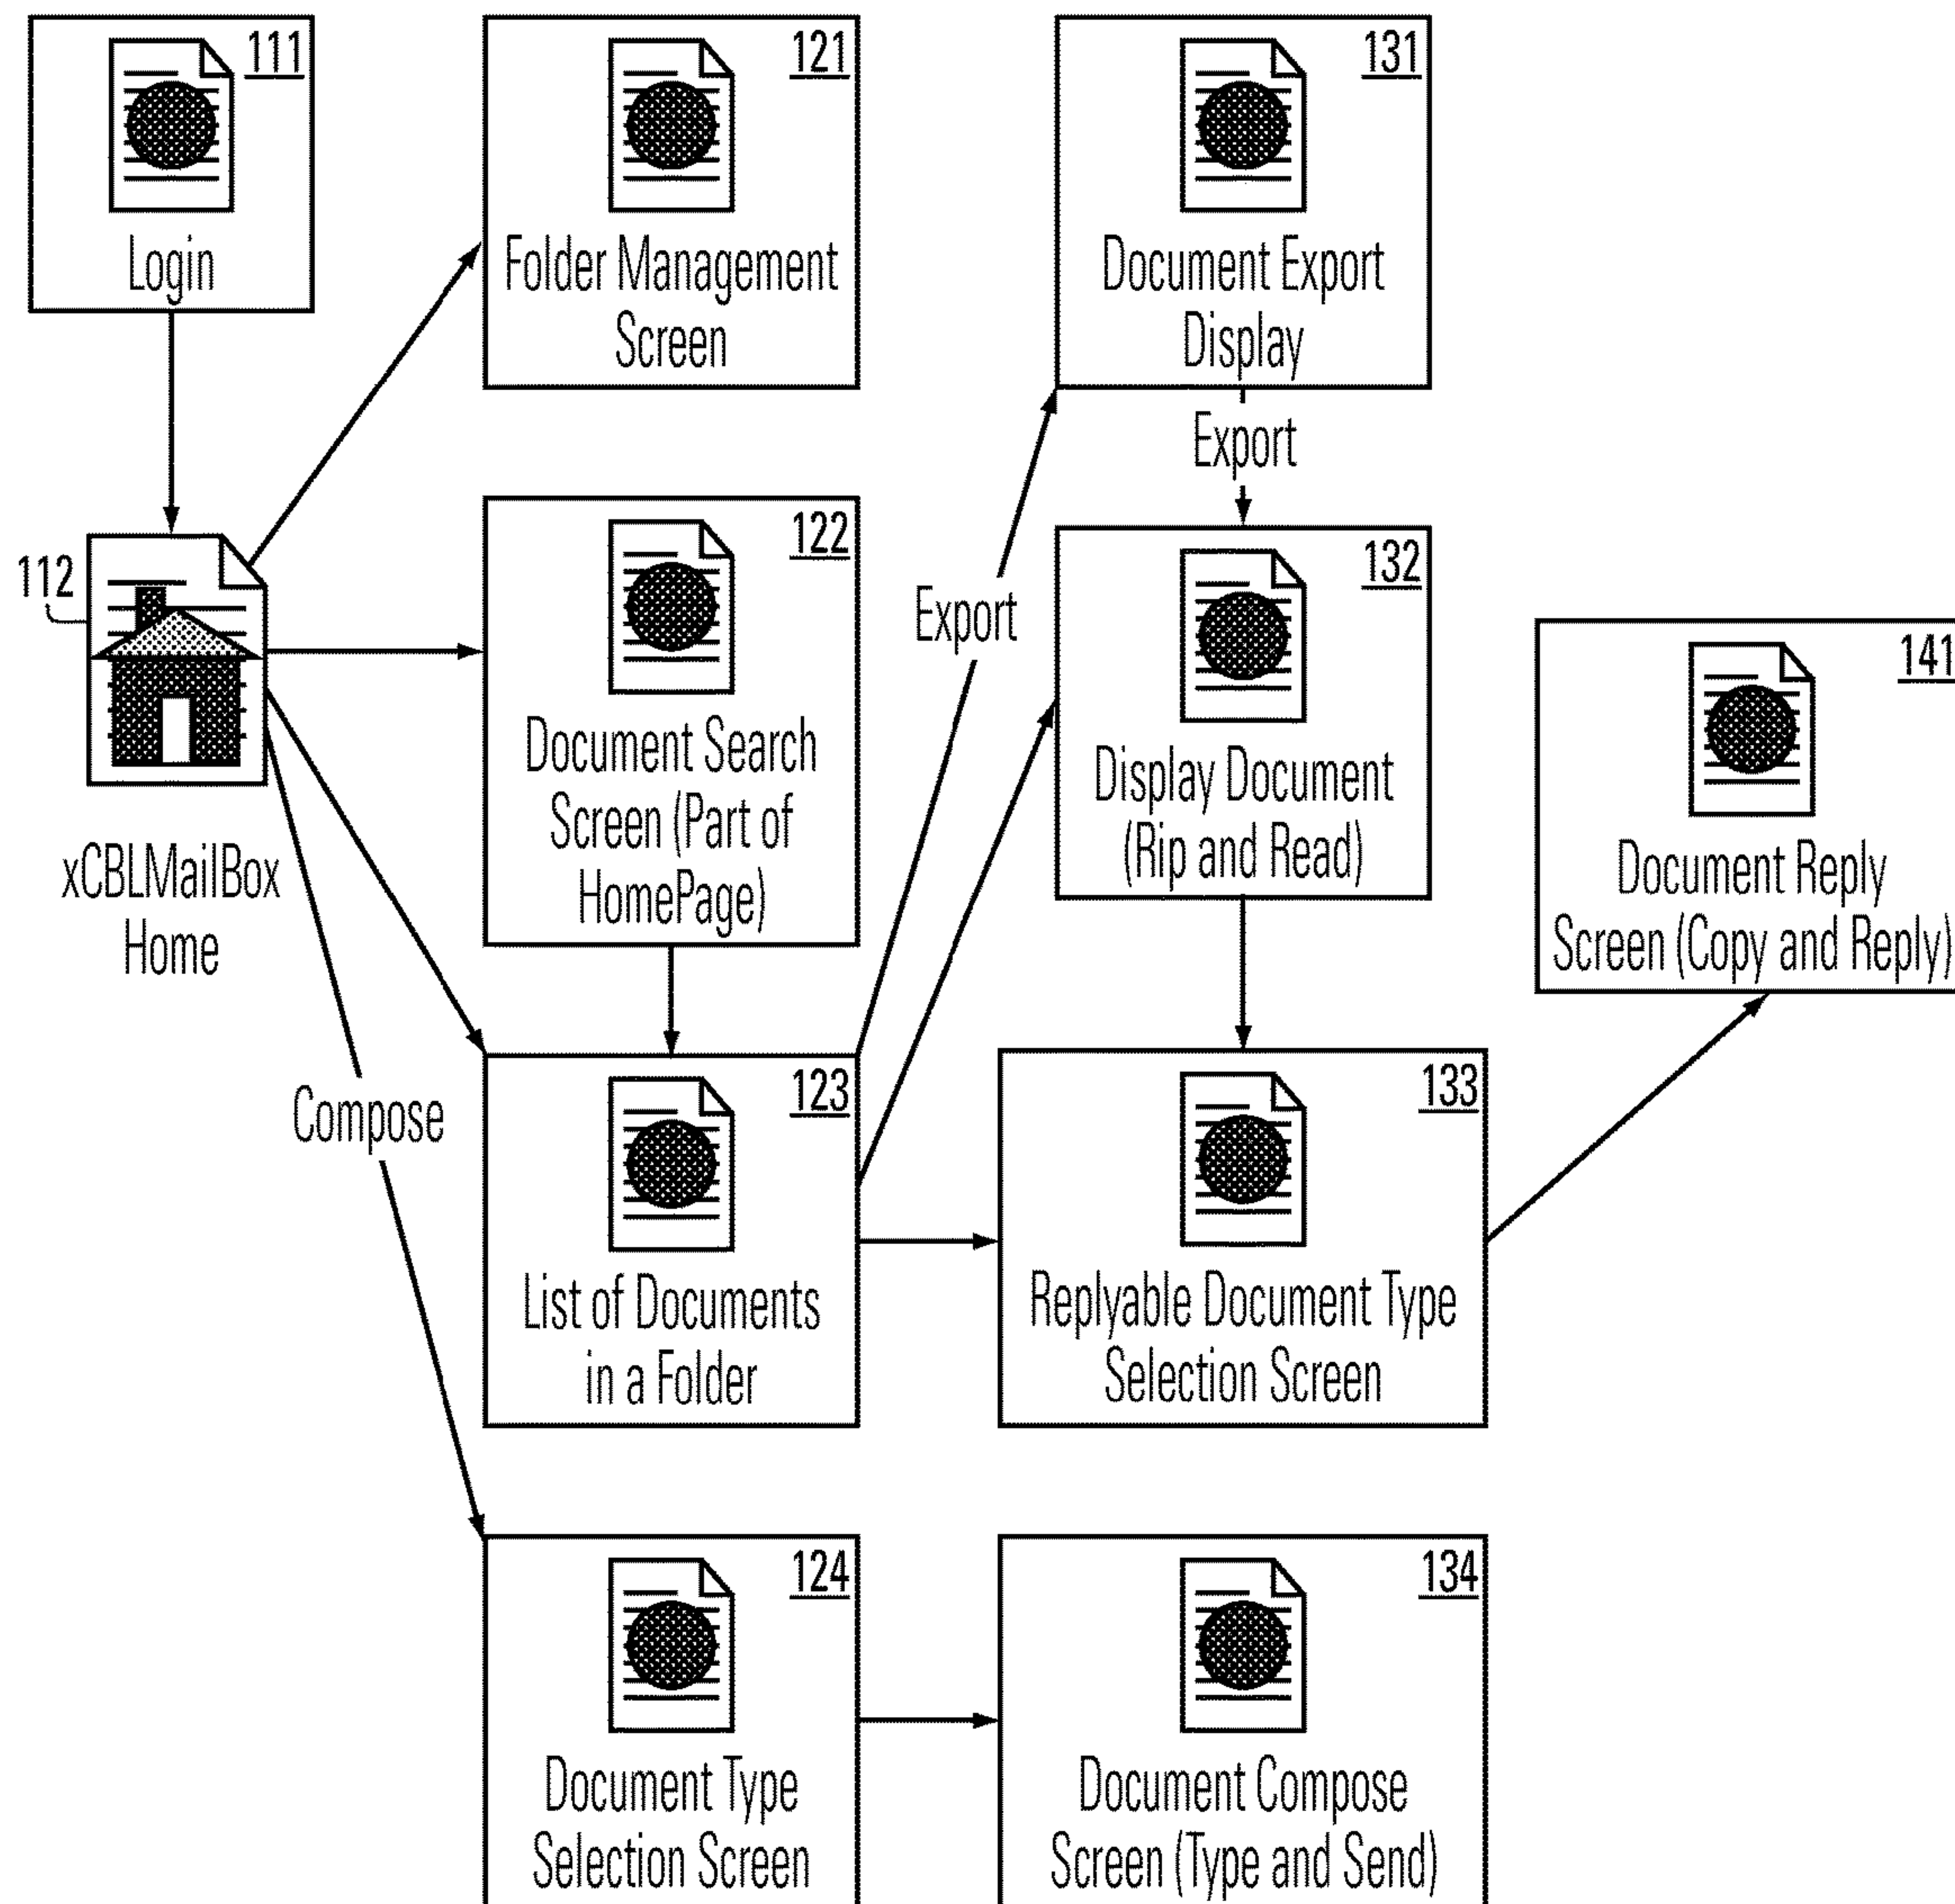 111
Login
121
Folder Management
Screen
131
Document Export
Display
Export
112
xCBLMailBox
Home
122
Document Search
Screen (Part of
HomePage)
Export
132
Display Document
(Rip and Read)
141
Document Reply
Screen (Copy and Reply)
Compose
123
List of Documents
in a Folder
133
Replyable Document Type
Selection Screen
124
Document Type
Selection Screen
134
Document Compose
Screen (Type and Send)